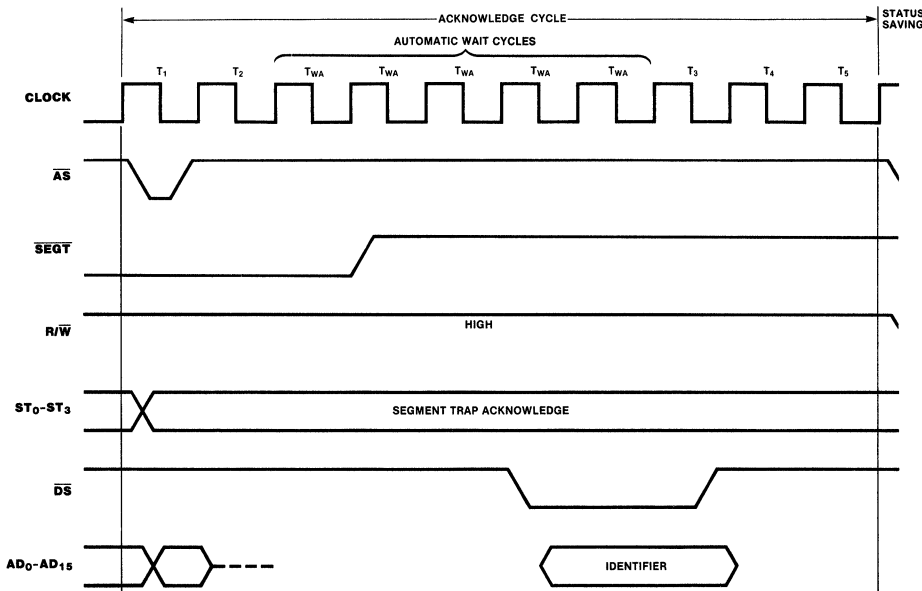 ACKNOWLEDGE CYCLE
STATUS SAVING
AUTOMATIC WAIT CYCLES
T1 T2 TWA TWA TWA TWA TWA T3 T4 T5
CLOCK
AS
SEGT
R/W
HIGH
ST0-ST3
SEGMENT TRAP ACKNOWLEDGE
DS
AD0-AD15
IDENTIFIER